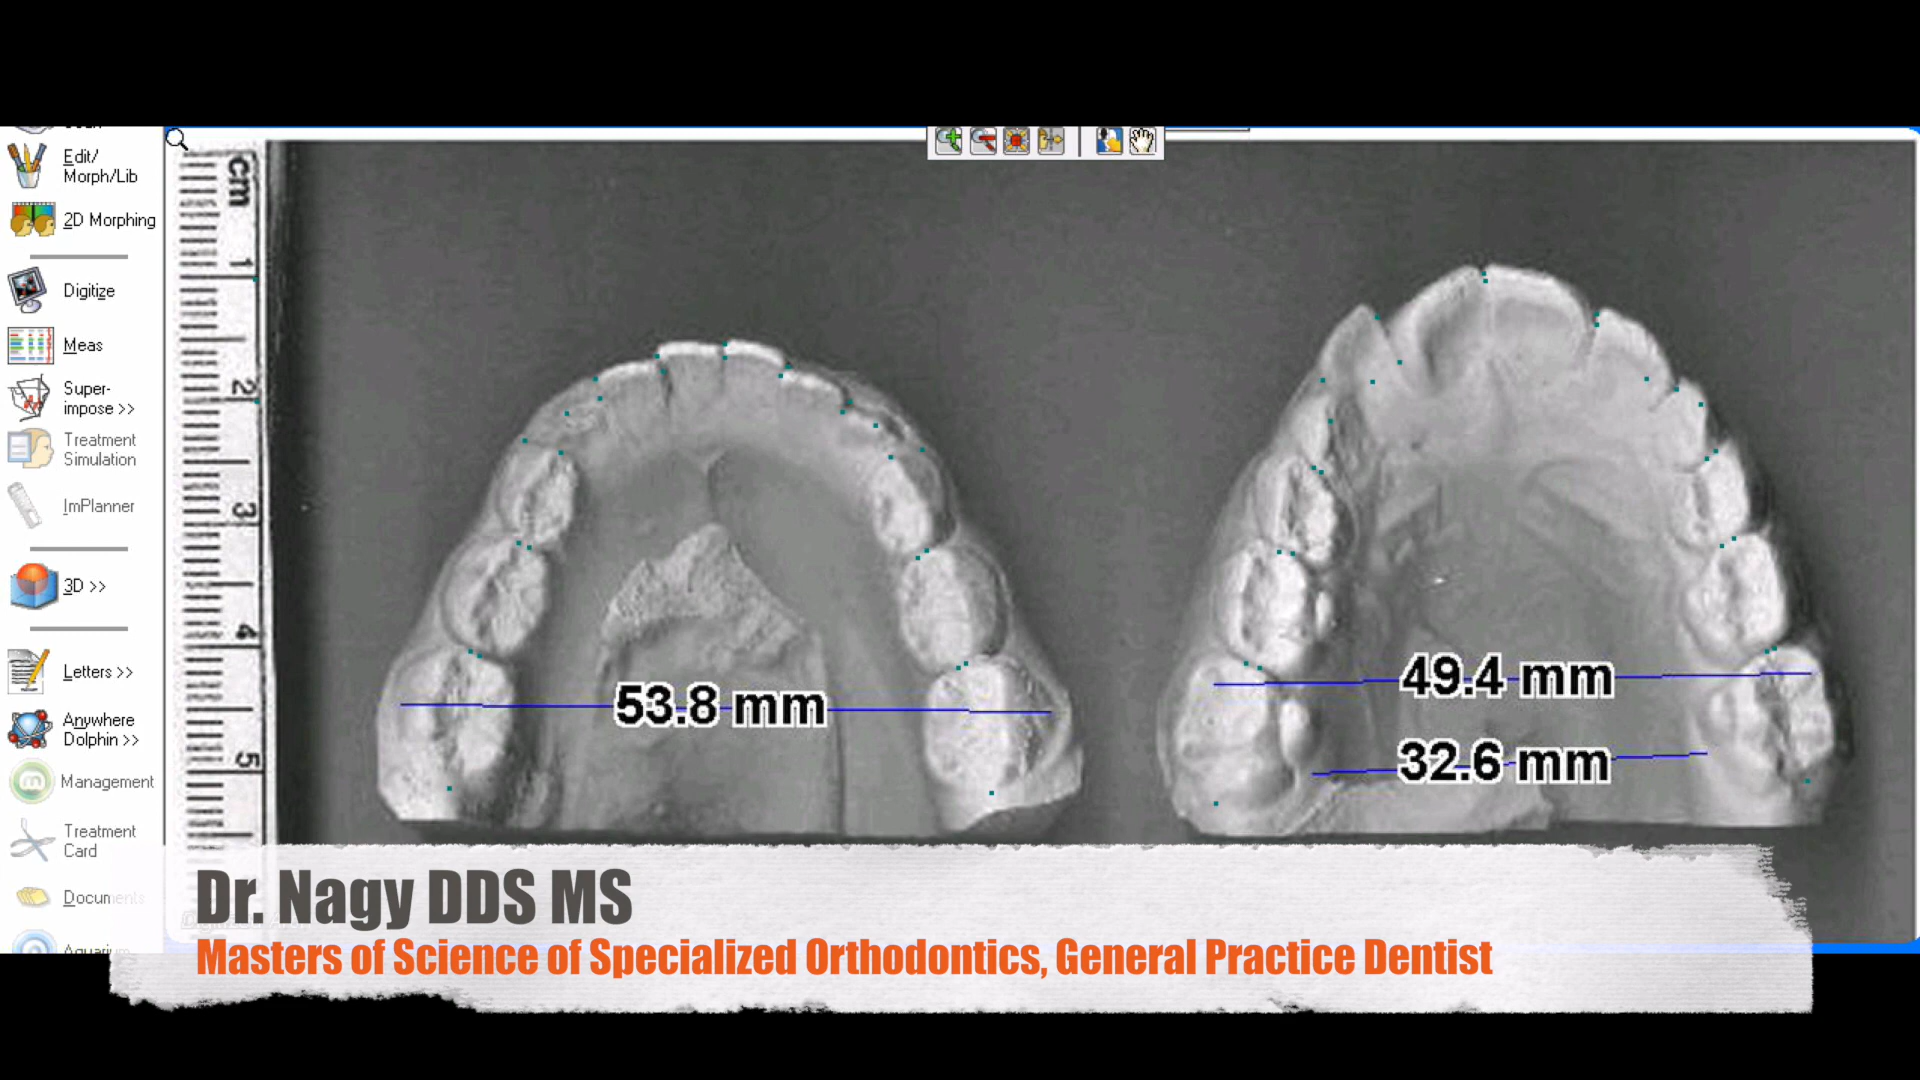 Edit/
Morph/Lib
2D Morphing
Digitize
Meas
Super-
impose >>
Treatment
Simulation
ImPlanner
3D >>
Letters >>
Anywhere
Dolphin >>
Management
Treatment
Card
Documents
Aquarium
cm
1
2
3
4
5
53.8 mm
49.4 mm
32.6 mm
Dr. Nagy DDS MS
Masters of Science of Specialized Orthodontics, General Practice Dentist